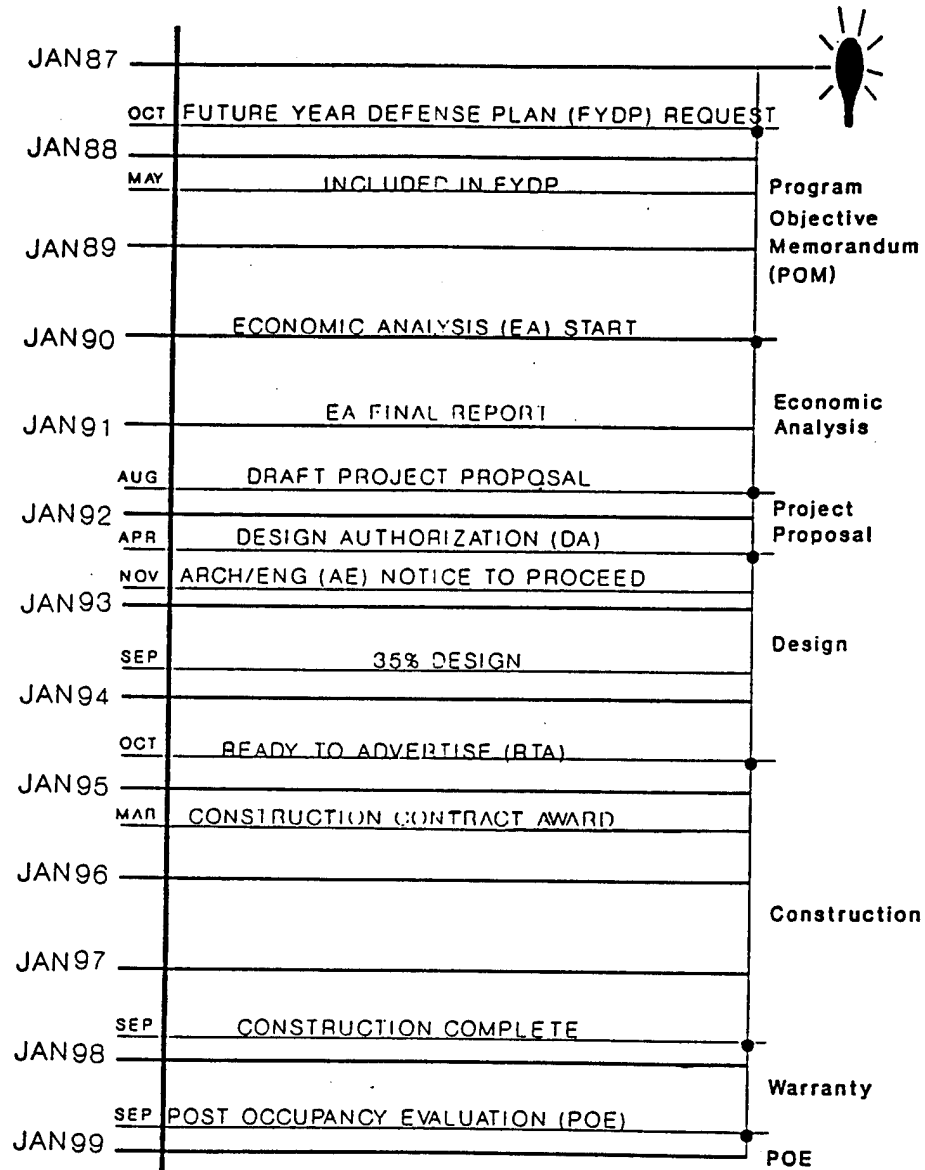 JAN87
OCT FUTURE YEAR DEFENSE PLAN (FYDP) REQUEST
JAN88
MAY INCLUDED IN FYDP
Program
Objective
JAN89
Memorandum
(POM)
ECONOMIC ANALYSIS (EA) START
JAN90
Economic
EA FINAL REPORT
JAN91
Analysis
AUG DRAFT PROJECT PROPOSAL
JAN92
Project
APR DESIGN AUTHORIZATION (DA)
Proposal
NOV ARCH/ENG (AE) NOTICE TO PROCEED
JAN93
Design
SEP 35% DESIGN
JAN94
OCT READY TO ADVERTISE (RTA)
JAN95
MAR CONSTRUCTION CONTRACT AWARD
JAN96
Construction
JAN97
SEP CONSTRUCTION COMPLETE
JAN98
Warranty
SEP POST OCCUPANCY EVALUATION (POE)
JAN99
POE